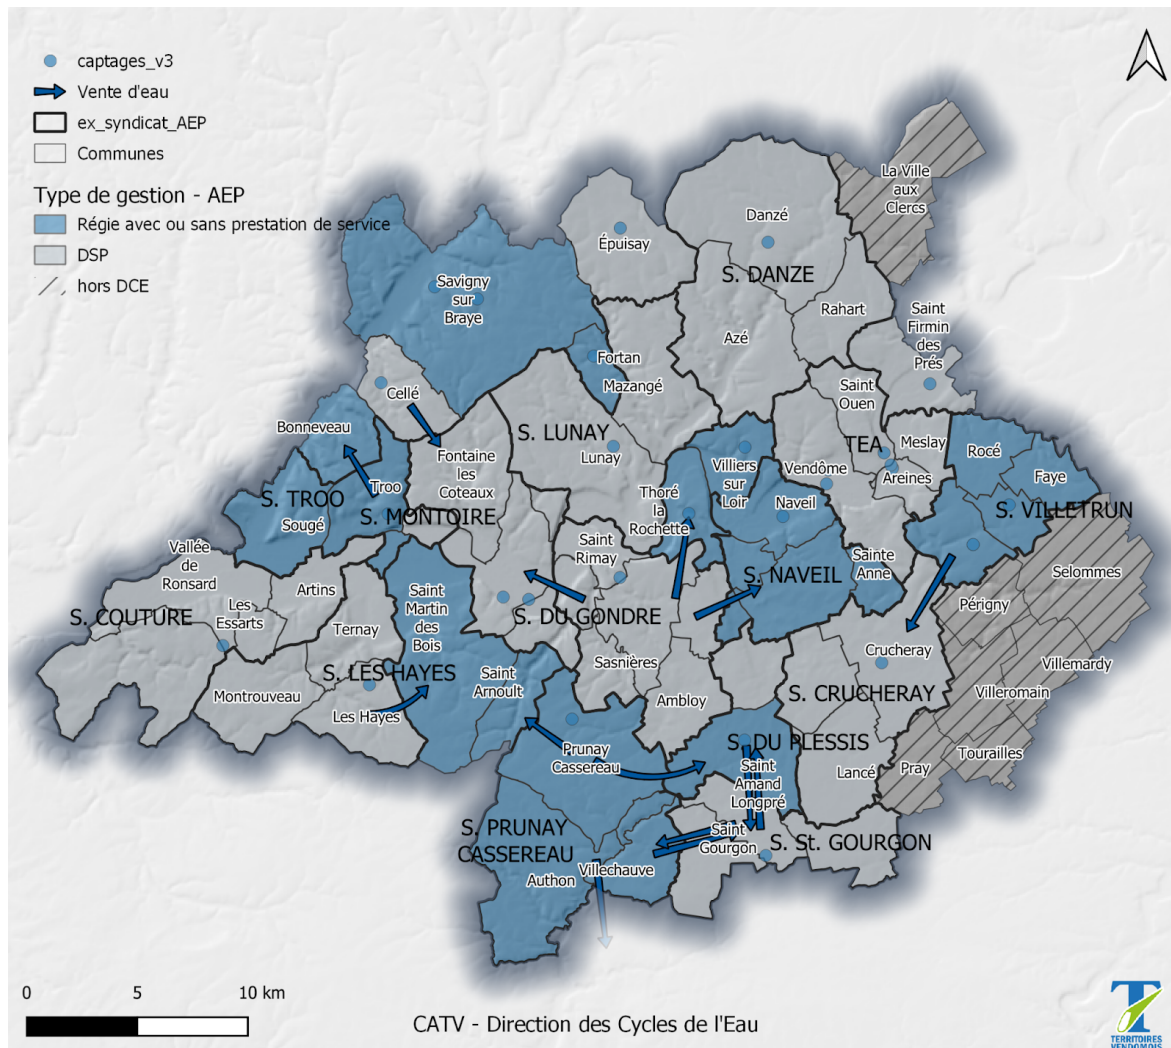 captages_v3
Vente d'eau
ex_syndicat_AEP
Communes
Type de gestion - AEP
Régie avec ou sans prestation de service
DSP
hors DCE
La Ville
aux
Clercs
Danzé
Épuisay
S. DANZE
Savigny
sur
Braye
Rahart
Saint
Firmin
des
Prés
Azé
Fortan
Mazangé
Cellé
Saint
Ouen
Bonneveau
S. LUNAY
Lunay
TEA
Meslay
Rocé
Fontaine
les
Coteaux
Villiers
sur
Loir
Vendôme
Areines
Faye
S. TROO
Troo
Sougé
S. MONTOIRE
Thoré
la
Rochette
Naveil
S. VILLETRUN
Vallée
de
Ronsard
Saint
Rimay
S. NAVEIL
Sainte
Anne
Selommes
Artins
Saint
Martin
des
Bois
Périgny
Les
Essarts
S. COUTURE
Ternay
S. DU GONDRE
Crucheray
Sasnières
Villemardy
S. LES HAYES
Saint
Arnoult
Montrouveau
Les Hayes
Ambloy
S. CRUCHERAY
Villeromain
Prunay
Cassereau
S. DU PLESSIS
Saint
Amand
Longpré
Lancé
Pray
Tourailles
S. PRUNAY
CASSEREAU
Saint
Gourgon
S. St. GOURGON
Authon
Villechauve
0 5 10 km
CATV - Direction des Cycles de l'Eau
TERRITOIRES
VENDOMOIS